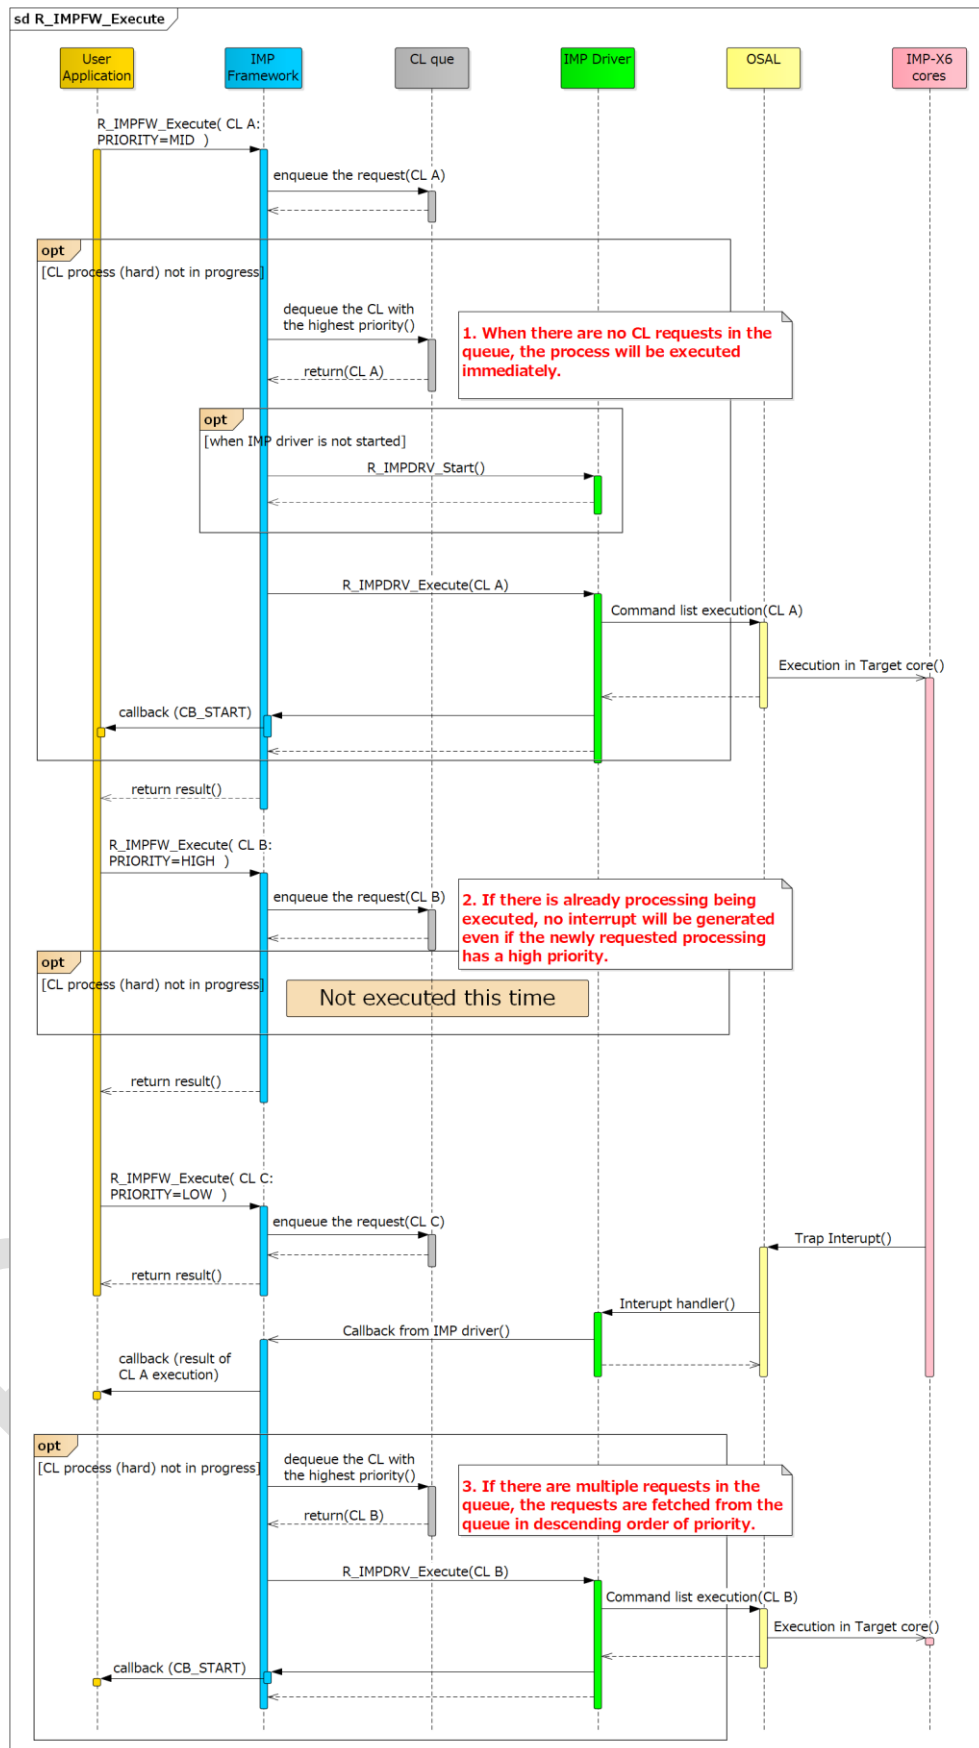 sd R_IMPFW_Execute
User
Application
IMP
Framework
CL que
IMP Driver
OSAL
IMP-X6
cores
R_IMPFW_Execute( CL A:
PRIORITY=MID )
enqueue the request(CL A)
opt
[CL process (hard) not in progress]
dequeue the CL with
the highest priority()
1. When there are no CL requests in the
queue, the process will be executed
immediately.
return(CL A)
opt
[when IMP driver is not started]
R_IMPDRV_Start()
R_IMPDRV_Execute(CL A)
Command list execution(CL A)
Execution in Target core()
callback (CB_START)
return result()
R_IMPFW_Execute( CL B:
PRIORITY=HIGH )
enqueue the request(CL B)
2. If there is already processing being
executed, no interrupt will be generated
even if the newly requested processing
has a high priority.
opt
[CL process (hard) not in progress]
Not executed this time
return result()
R_IMPFW_Execute( CL C:
PRIORITY=LOW )
enqueue the request(CL C)
Trap Interupt()
return result()
Interupt handler()
Callback from IMP driver()
callback (result of
CL A execution)
opt
[CL process (hard) not in progress]
dequeue the CL with
the highest priority()
3. If there are multiple requests in the
queue, the requests are fetched from the
queue in descending order of priority.
return(CL B)
R_IMPDRV_Execute(CL B)
Command list execution(CL B)
Execution in Target core()
callback (CB_START)